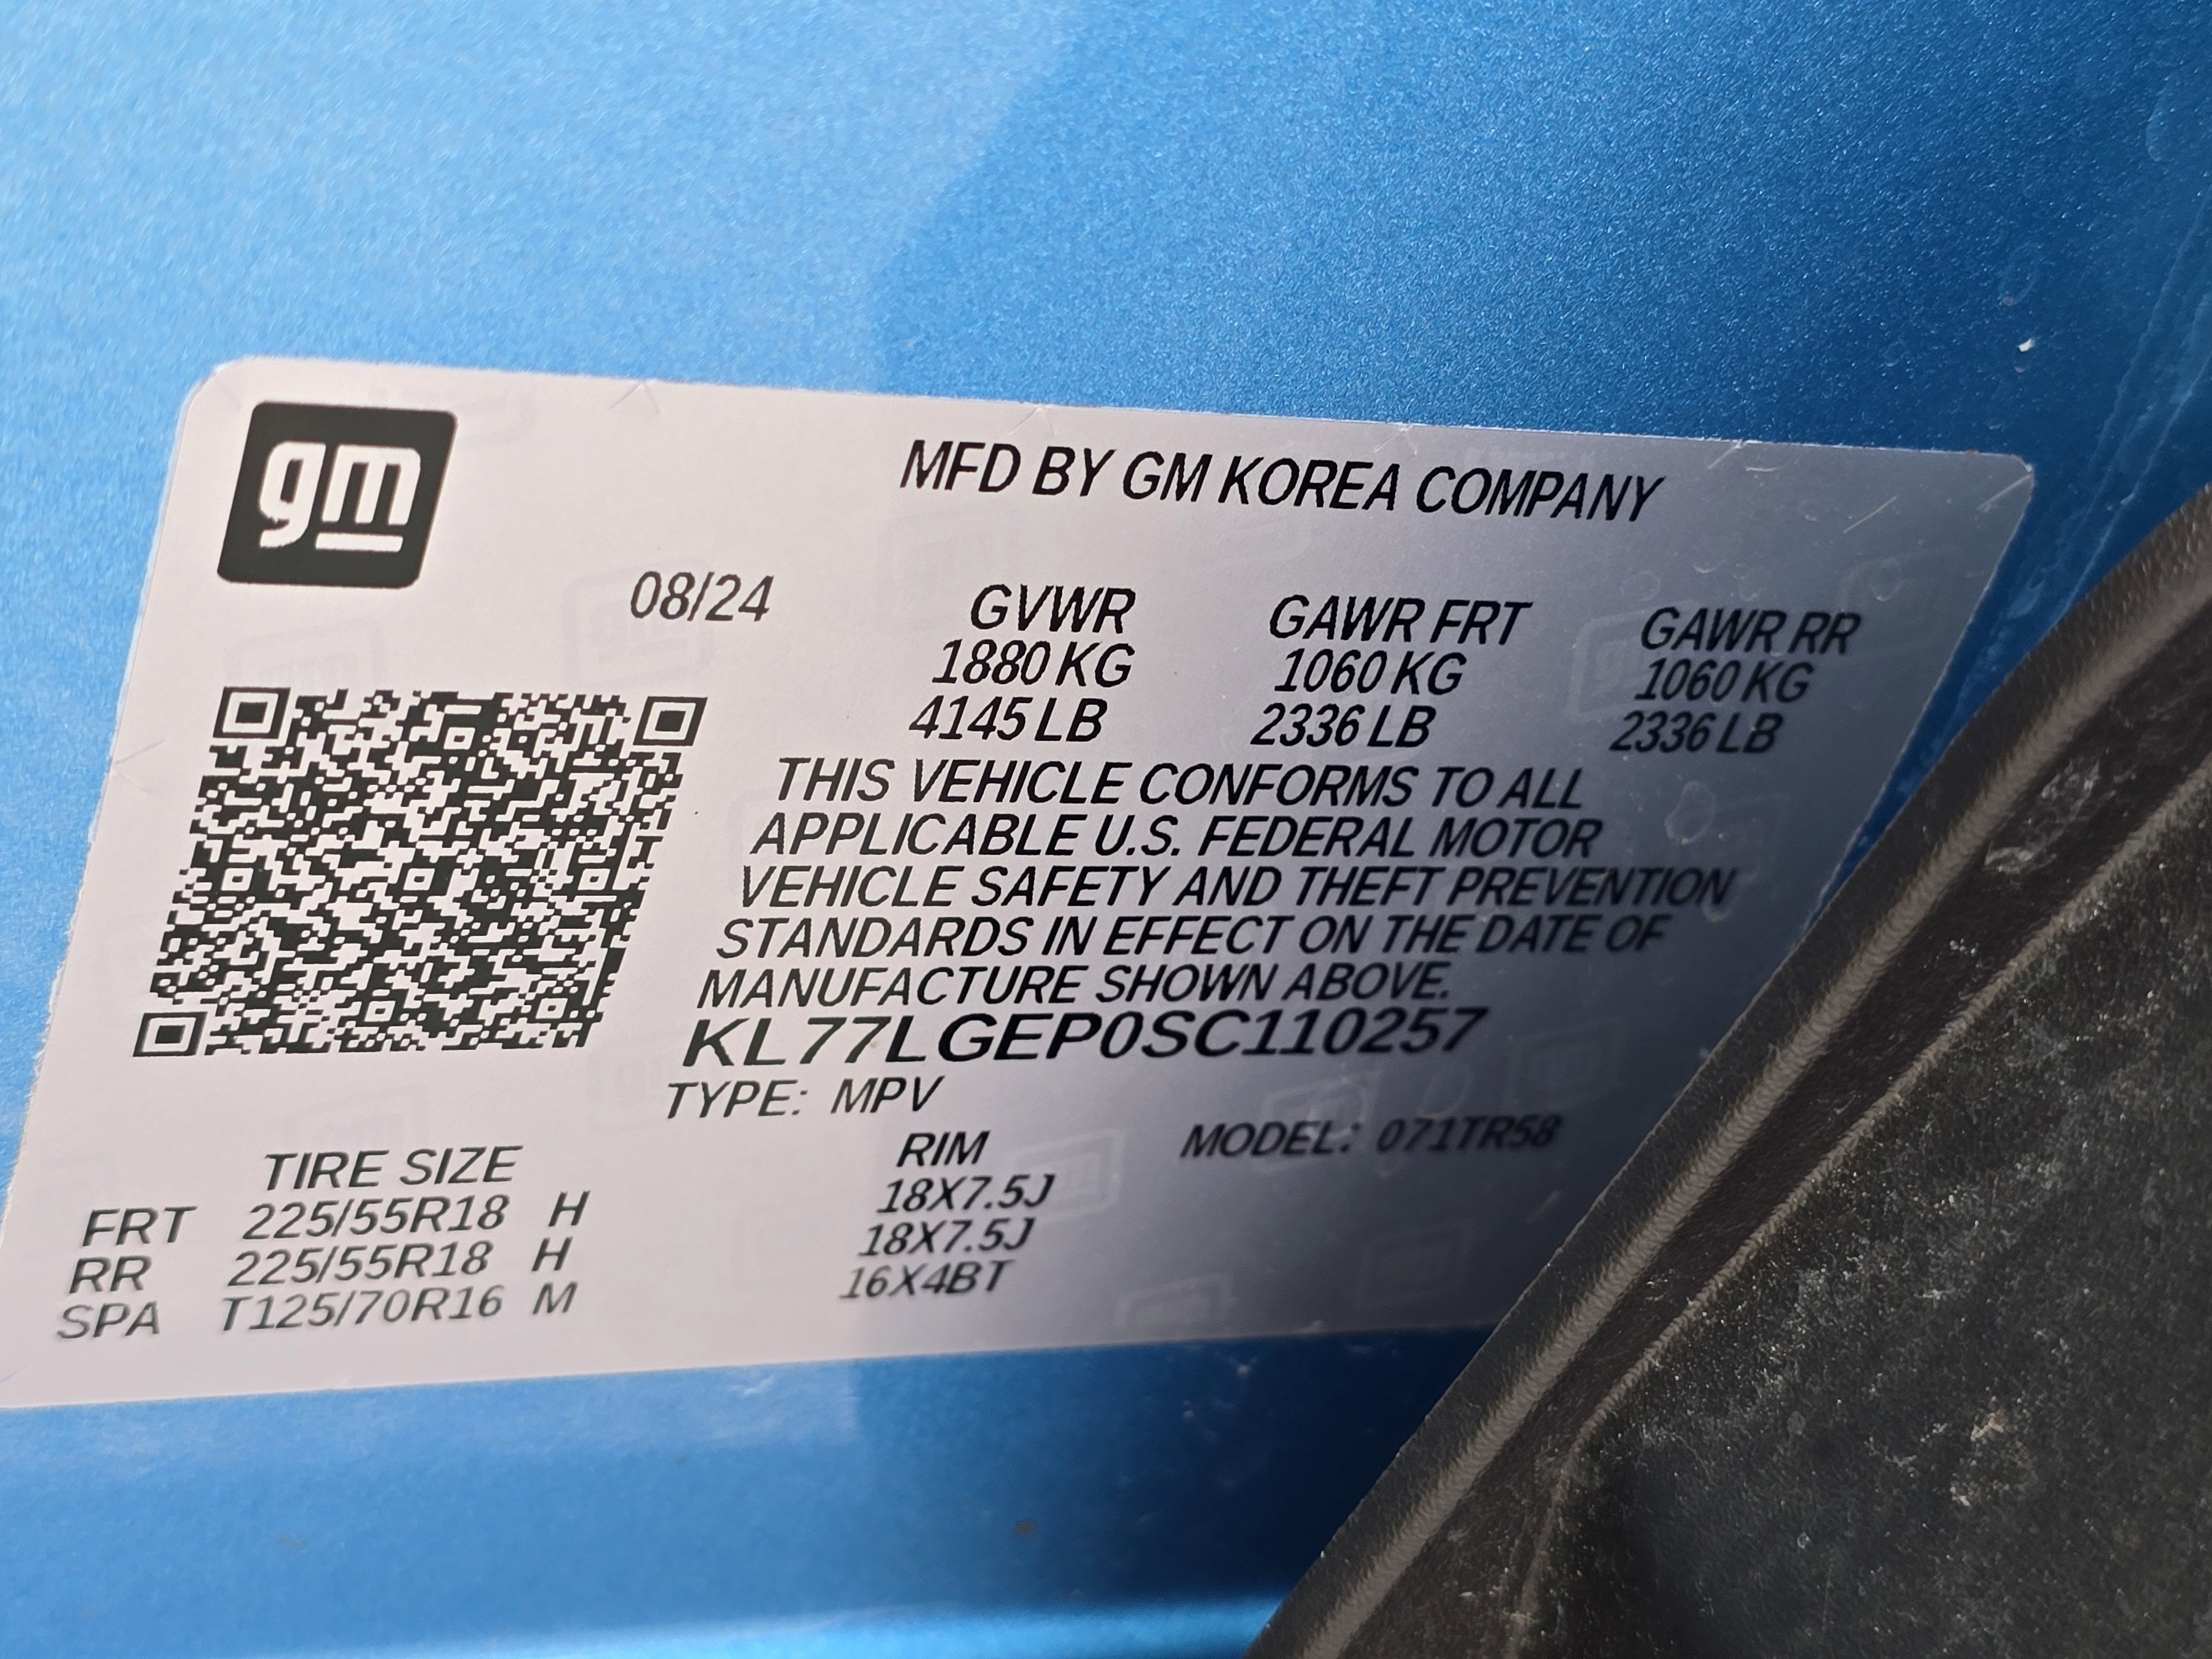 gm
MFD BY GM KOREA COMPANY
08/24
GVWR GAWR FRT GAWR RR
1880 KG 1060 KG 1060 KG
4145 LB 2336 LB 2336 LB
THIS VEHICLE CONFORMS TO ALL
APPLICABLE U.S. FEDERAL MOTOR
VEHICLE SAFETY AND THEFT PREVENTION
STANDARDS IN EFFECT ON THE DATE OF
MANUFACTURE SHOWN ABOVE.
KL77LGEP0SC110257
TYPE: MPV
MODEL: 071TR58
TIRE SIZE RIM
FRT 225/55R18 H 18X7.5J
RR 225/55R18 H 18X7.5J
SPA T125/70R16 M 16X4BT